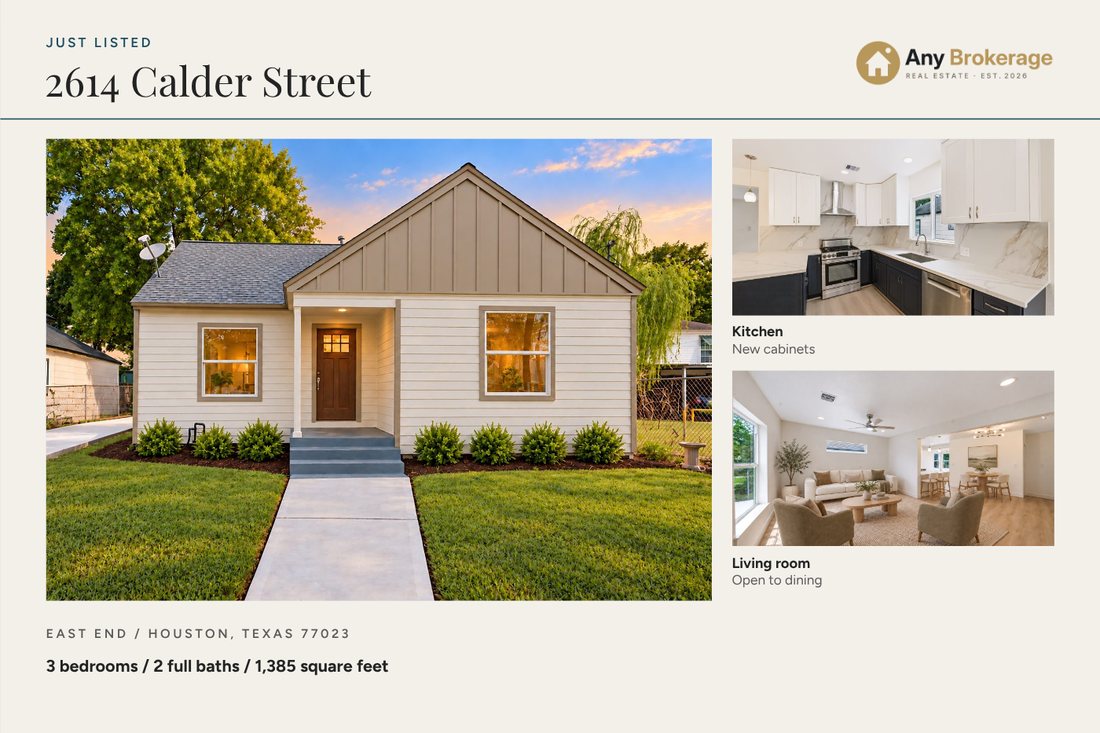 JUST LISTED
2614 Calder Street
Any Brokerage
REAL ESTATE · EST. 2026
Kitchen
New cabinets
Living room
Open to dining
EAST END / HOUSTON, TEXAS 77023
3 bedrooms / 2 full baths / 1,385 square feet